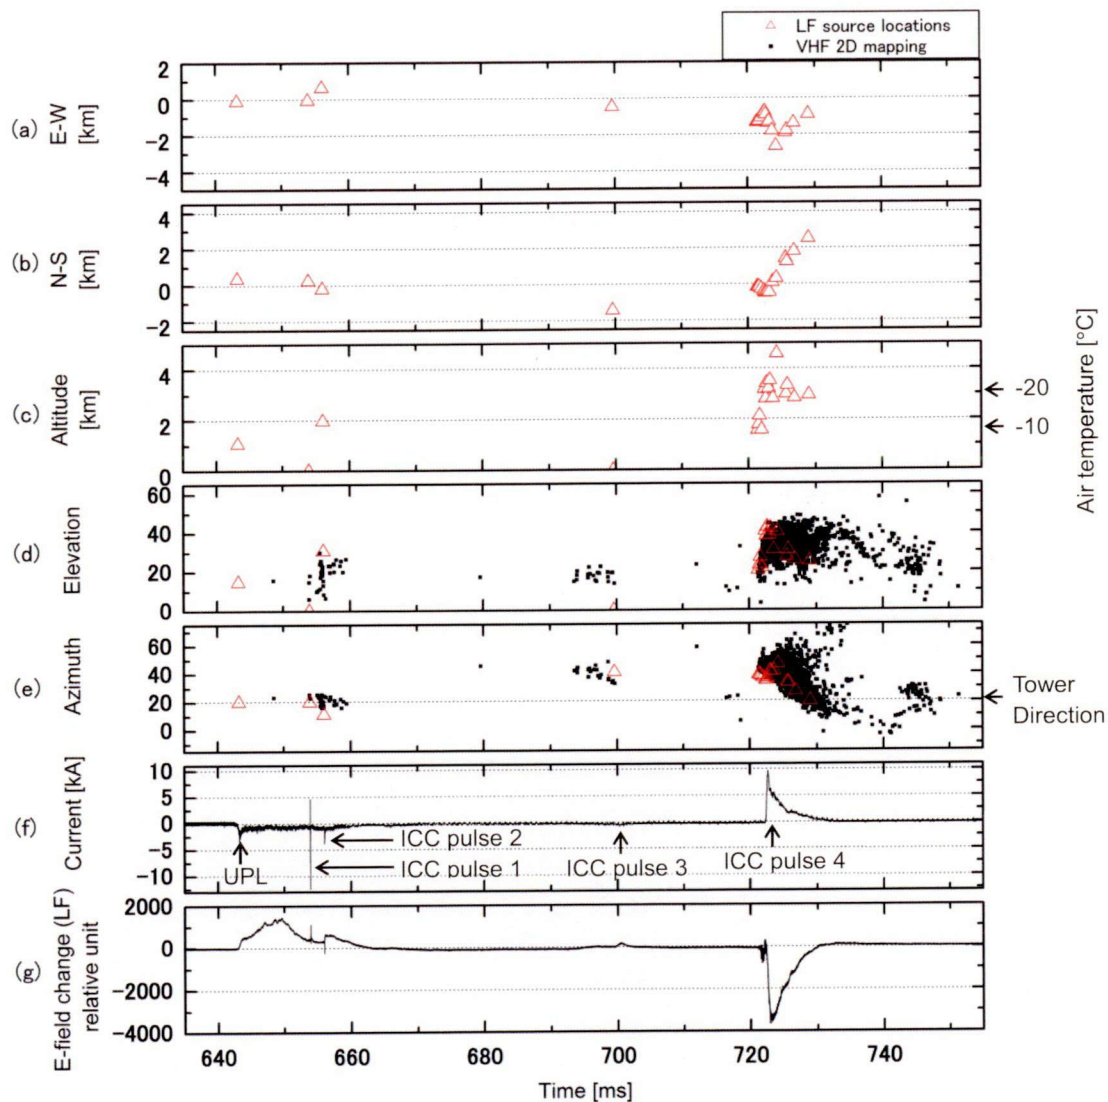 LF source locations
VHF 2D mapping
(a)
E-W
[km]
2
0
-2
-4
(b)
N-S
[km]
4
2
0
-2
(c)
Altitude
[km]
4
2
0
Air temperature [°C]
-20
-10
(d)
Elevation
60
40
20
0
(e)
Azimuth
60
40
20
0
Tower
Direction
(f)
Current [kA]
10
5
0
-5
-10
UPL
ICC pulse 2
ICC pulse 1
ICC pulse 3
ICC pulse 4
(g)
E-field change (LF)
relative unit
2000
0
-2000
-4000
640
660
680
700
720
740
Time [ms]